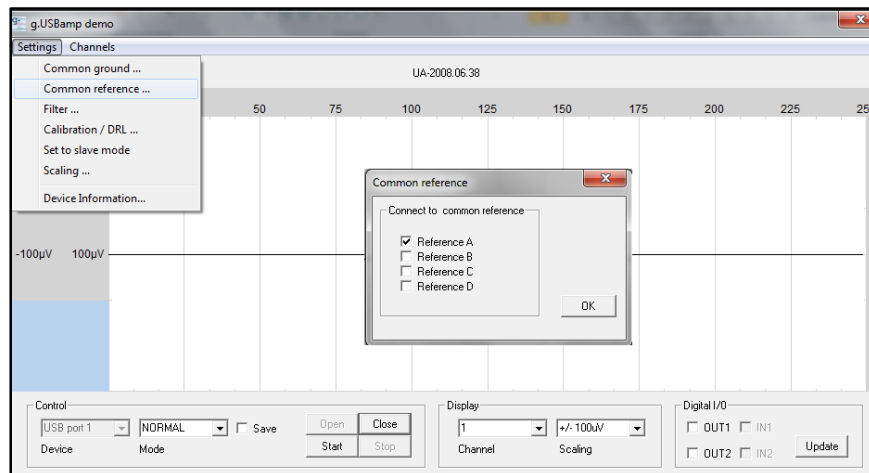 g.USBamp demo
Settings Channels
Common ground ...
Common reference ...
Filter ...
Calibration / DRL ...
Set to slave mode
Scaling ...
Device Information...
UA-2008.06.38
50 75 100 125 150 175 200 225 25
Common reference
Connect to common reference
Reference A
Reference B
Reference C
Reference D
OK
-100µV 100µV
Control
USB port 1 NORMAL Save Open Close
Device Mode Start Stop
Display
1 +/- 100uV
Channel Scaling
Digital I/O
OUT1 IN1
OUT2 IN2 Update